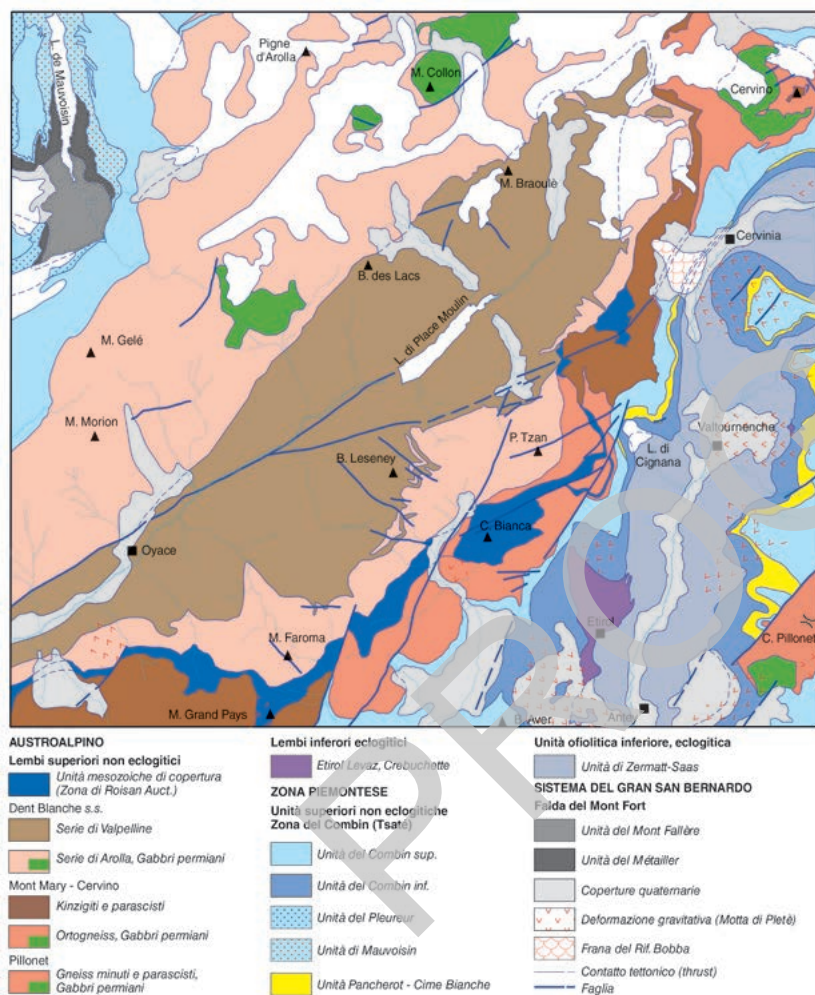 L. de Mauvoisin
Pigne
d'Arolla
M. Collon
Cervino
M. Braoulè
Cervinia
B. des Lacs
L. di Place Moulin
M. Gelé
M. Morion
P. Tzan
Valtournenche
L. di
Cignana
B. Leseney
C. Bianca
Oyace
Etirol
M. Faroma
C. Pillonet
M. Grand Pays
Aver
AUSTROALPINO
Lembi superiori non eclogitici
Unità mesozoiche di copertura
(Zona di Roisan Auct.)
Dent Blanche s.s.
Serie di Valpelline
Serie di Arolla, Gabbri permiani
Mont Mary - Cervino
Kinzigiti e parascisti
Ortogneiss, Gabbri permiani
Pillonet
Gneiss minuti e parascisti,
Gabbri permiani
Lembi inferori eclogitici
Etirol Levaz, Crebuchette
ZONA PIEMONTESE
Unità superiori non eclogitiche
Zona del Combin (Tsaté)
Unità del Combin sup.
Unità del Combin inf.
Unità del Pleureur
Unità di Mauvoisin
Unità Pancherot - Cime Bianche
Unità ofiolitica inferiore, eclogitica
Unità di Zermatt-Saas
SISTEMA DEL GRAN SAN BERNARDO
Falda del Mont Fort
Unità del Mont Fallère
Unità del Métailler
Coperture quaternarie
Deformazione gravitativa (Motta di Pletè)
Frana del Rif. Bobba
Contatto tettonico (thrust)
Faglia